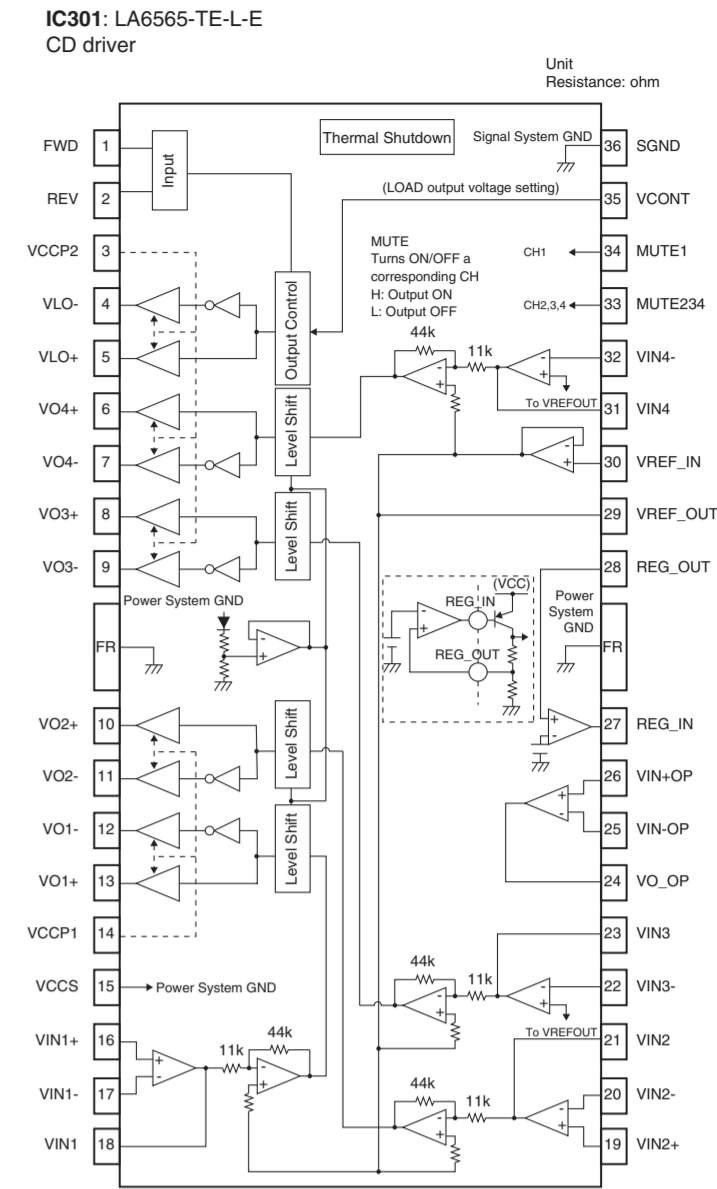 IC301: LA6565-TE-L-E
CD driver
Unit
Resistance: ohm
FWD 1
REV 2
VCCP2 3
VLO- 4
VLO+ 5
VO4+ 6
VO4- 7
VO3+ 8
VO3- 9
FR
VO2+ 10
VO2- 11
VO1- 12
VO1+ 13
VCCP1 14
VCCS 15
VIN1+ 16
VIN1- 17
VIN1 18
Input
Thermal Shutdown
Signal System GND
(LOAD output voltage setting)
MUTE
Turns ON/OFF a
corresponding CH
H: Output ON
L: Output OFF
CH1
CH2,3,4
Output Control
Level Shift
Level Shift
44k
11k
To VREFOUT
Power System GND
(VCC)
REG_IN
REG_OUT
Power
System
GND
Level Shift
Level Shift
Power System GND
11k
44k
44k
11k
To VREFOUT
44k
11k
36 SGND
35 VCONT
34 MUTE1
33 MUTE234
32 VIN4-
31 VIN4
30 VREF_IN
29 VREF_OUT
28 REG_OUT
FR
27 REG_IN
26 VIN+OP
25 VIN-OP
24 VO_OP
23 VIN3
22 VIN3-
21 VIN2
20 VIN2-
19 VIN2+